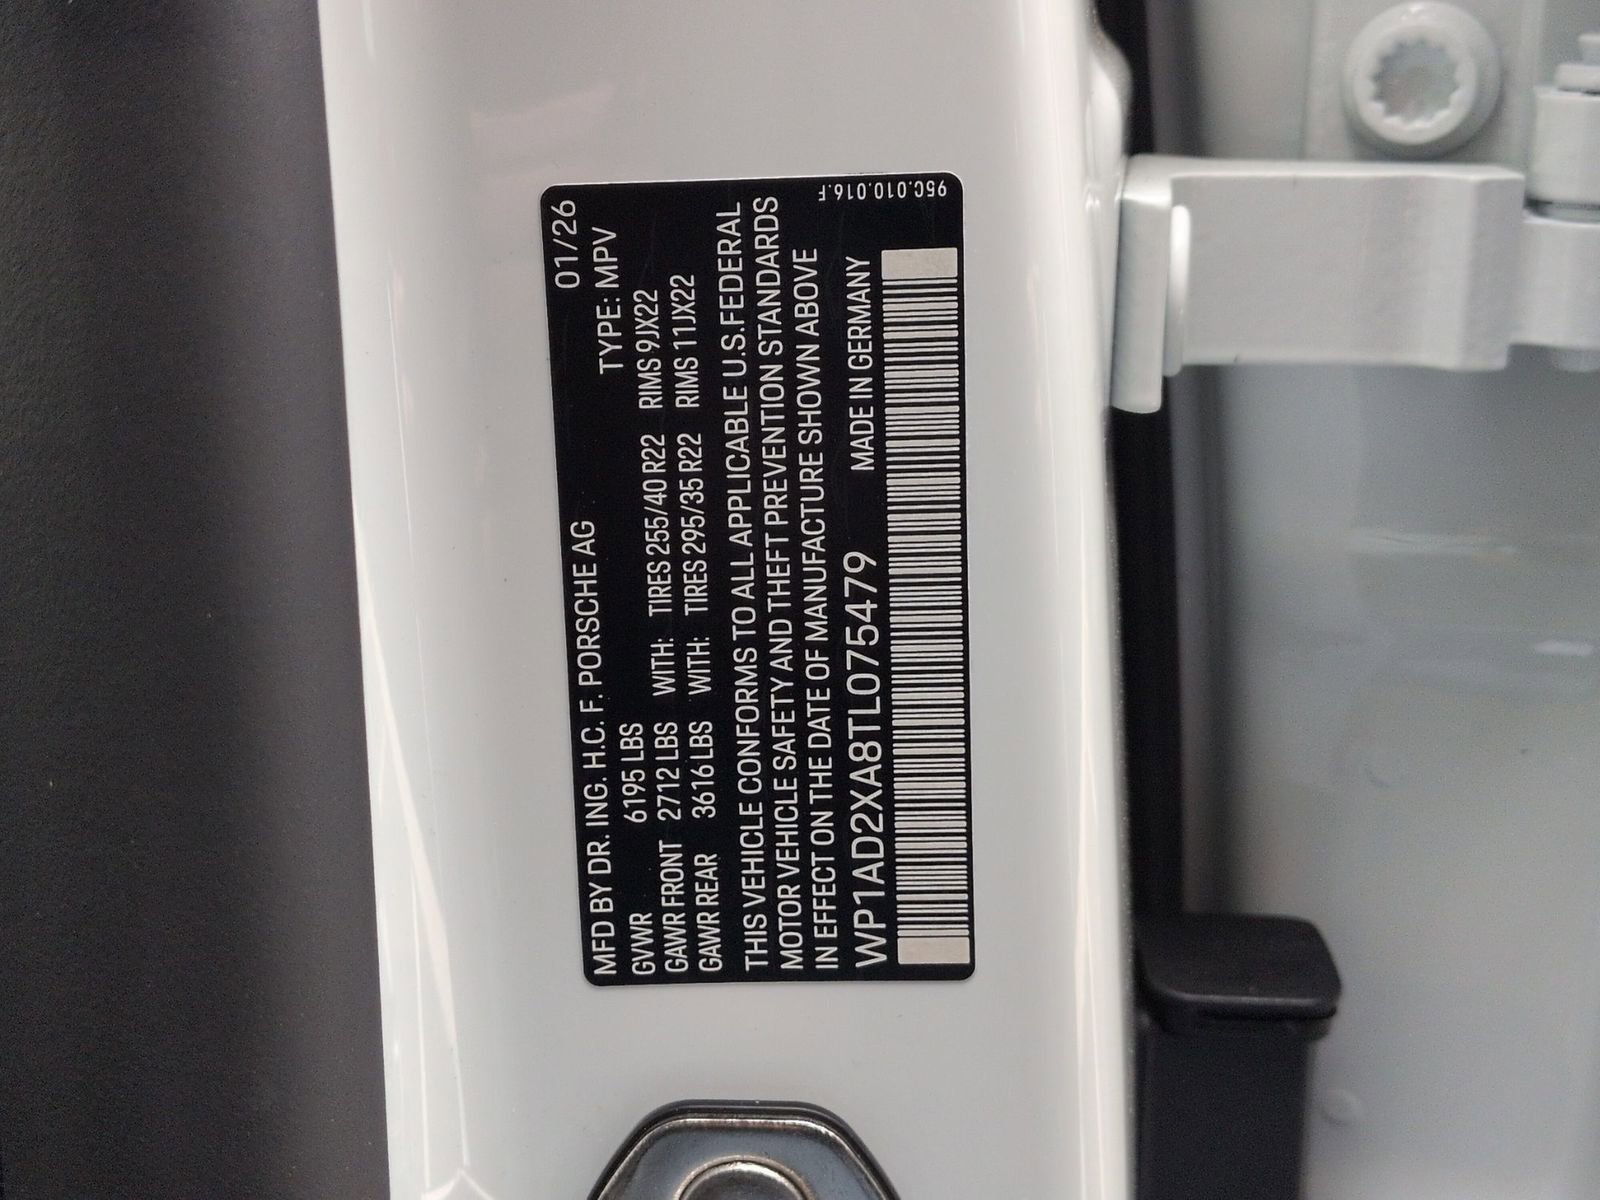 01/26
MFD BY DR. ING. H.C. F. PORSCHE AG TYPE: MPV
GVWR 6195 LBS
GAWR FRONT 2712 LBS WITH: TIRES 255/40 R22 RIMS 9JX22
GAWR REAR 3616 LBS WITH: TIRES 295/35 R22 RIMS 11JX22
THIS VEHICLE CONFORMS TO ALL APPLICABLE U.S.FEDERAL
MOTOR VEHICLE SAFETY AND THEFT PREVENTION STANDARDS
IN EFFECT ON THE DATE OF MANUFACTURE SHOWN ABOVE
WP1AD2XA8TL075479 MADE IN GERMANY
95C.010.016.F